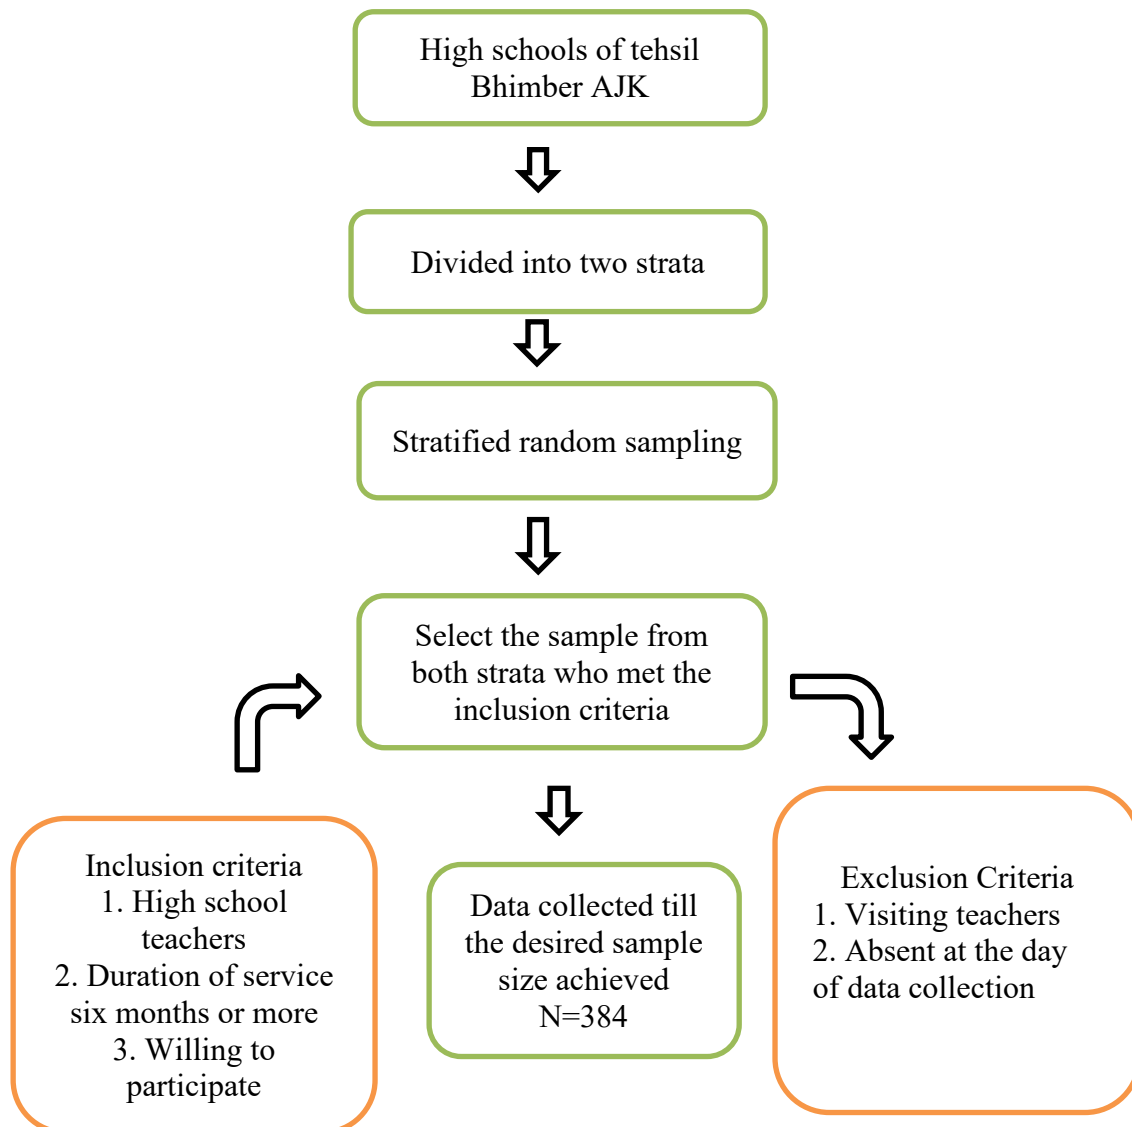 High schools of tehsil
Bhimber AJK
Divided into two strata
Stratified random sampling
Select the sample from
both strata who met the
inclusion criteria
Inclusion criteria
1. High school
teachers
2. Duration of service
six months or more
3. Willing to
participate
Data collected till
the desired sample
size achieved
N=384
Exclusion Criteria
1. Visiting teachers
2. Absent at the day
of data collection